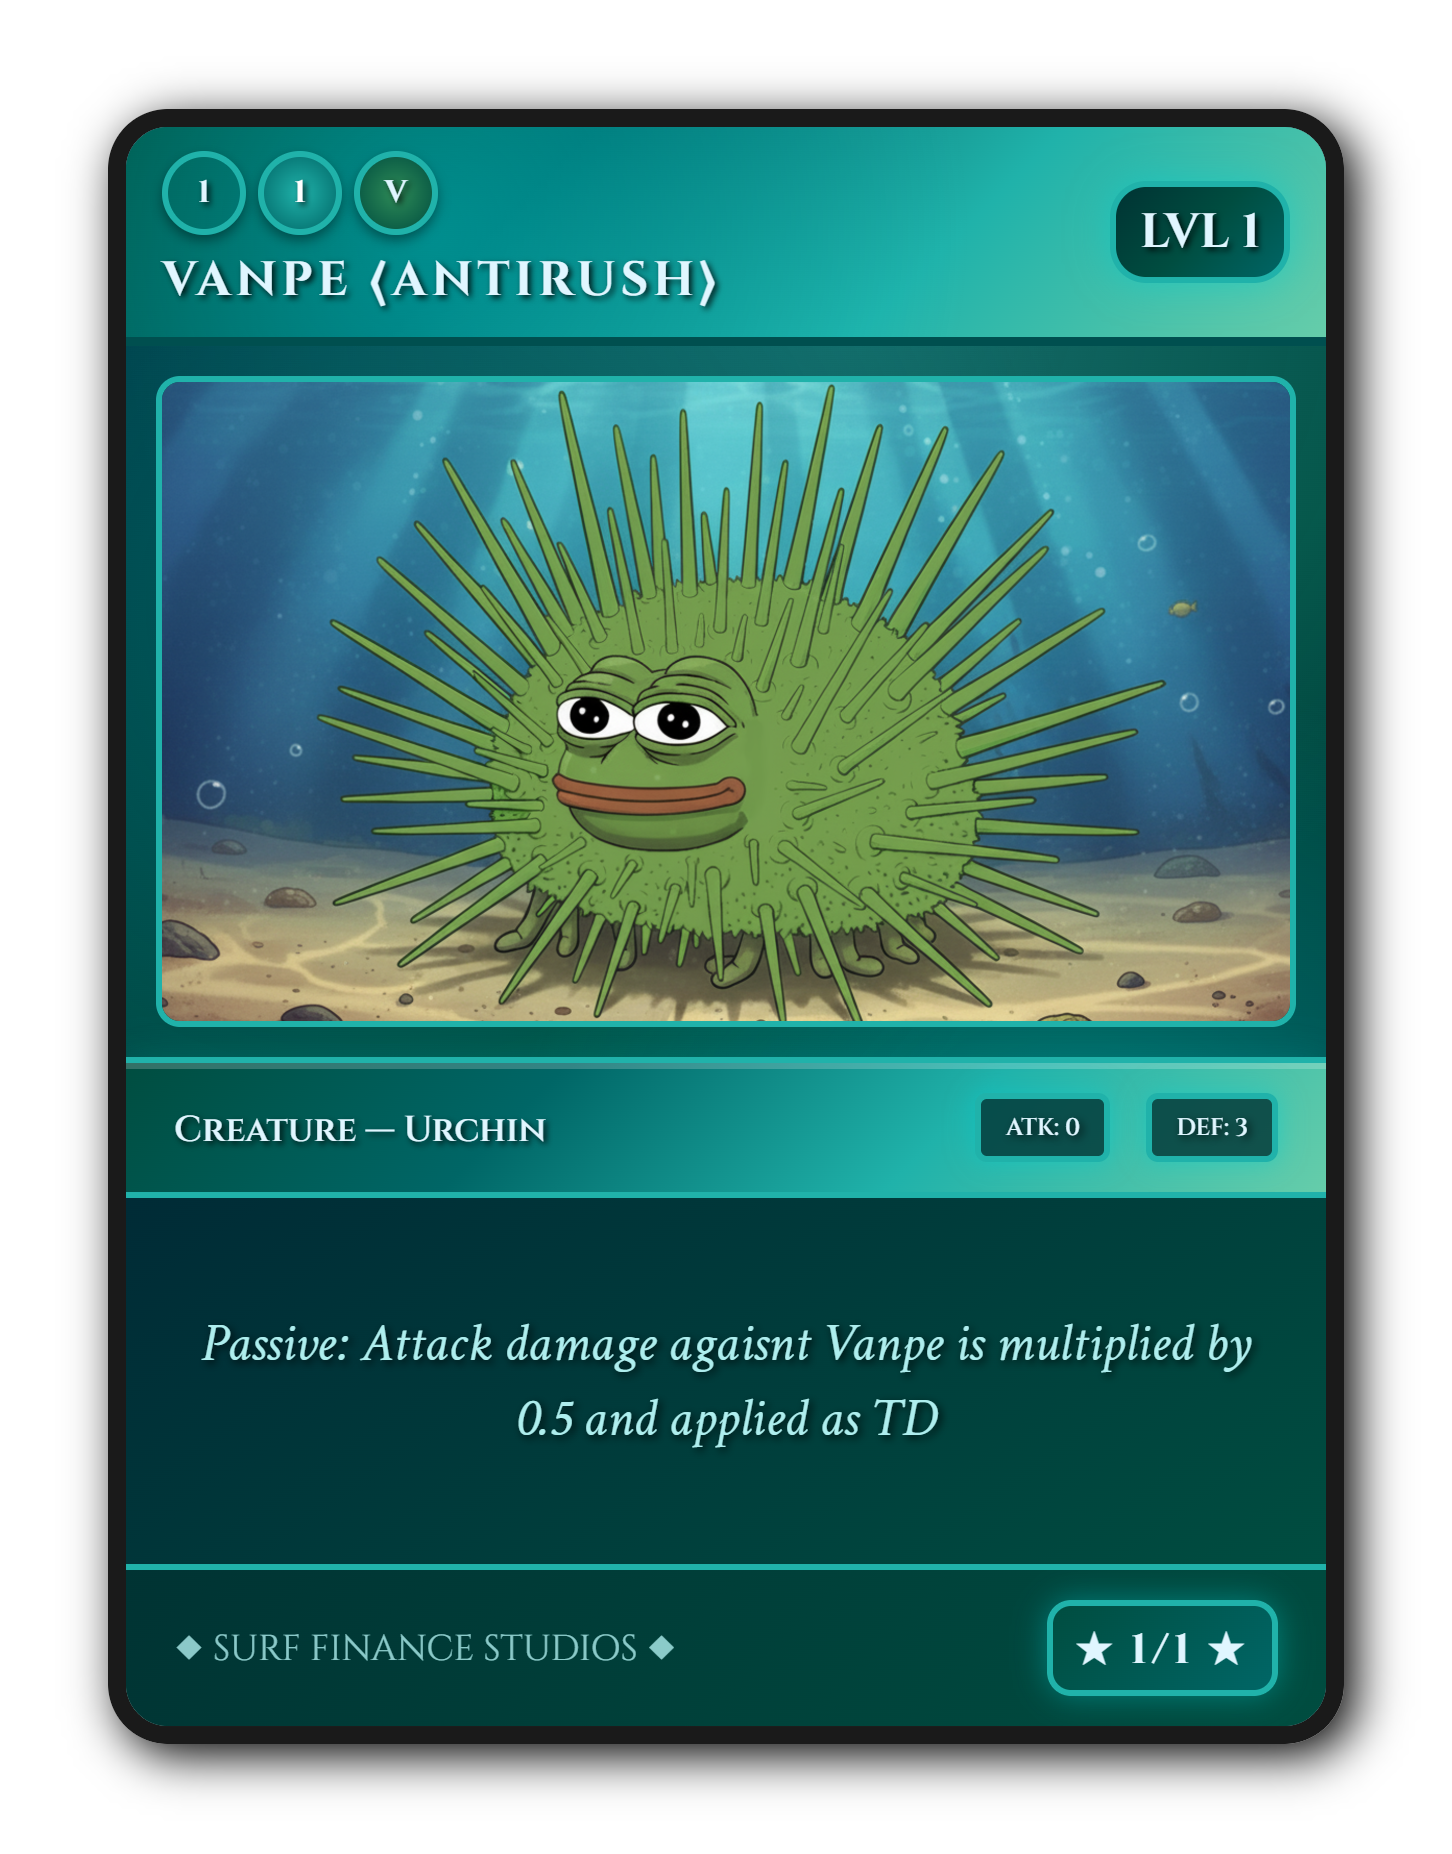 1 1 V
VANPE ⟨ANTIRUSH⟩
LVL 1
CREATURE — URCHIN
ATK: 0
DEF: 3
Passive: Attack damage agaisnt Vanpe is multiplied by
0.5 and applied as TD
◆ SURF FINANCE STUDIOS ◆
★ 1/1 ★